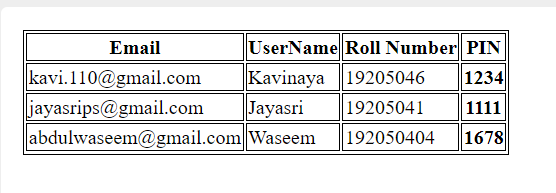 Email UserName Roll Number PIN
kavi.110@gmail.com Kavinaya 19205046 1234
jayasrips@gmail.com Jayasri 19205041 1111
abdulwaseem@gmail.com Waseem 192050404 1678